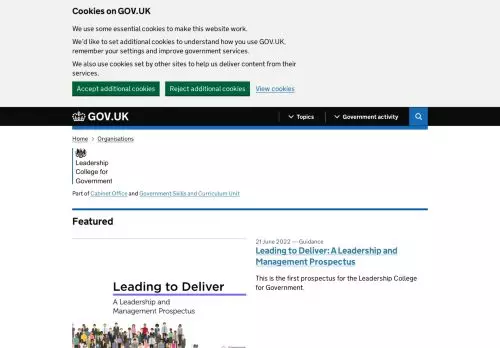 Cookies on GOV.UK
We use some essential cookies to make this website work.
We'd like to set additional cookies to understand how you use GOV.UK,
remember your settings and improve government services.
We also use cookies set by other sites to help us deliver content from their
services.
Accept additional cookies Reject additional cookies View cookies
GOV.UK Topics Government activity
Home Organisations
Leadership
College for
Government
Part of Cabinet Office and Government Skills and Curriculum Unit
Featured
21 June 2022 — Guidance
Leading to Deliver: A Leadership and
Management Prospectus
This is the first prospectus for the Leadership College
for Government.
Leading to Deliver
A Leadership and
Management Prospectus